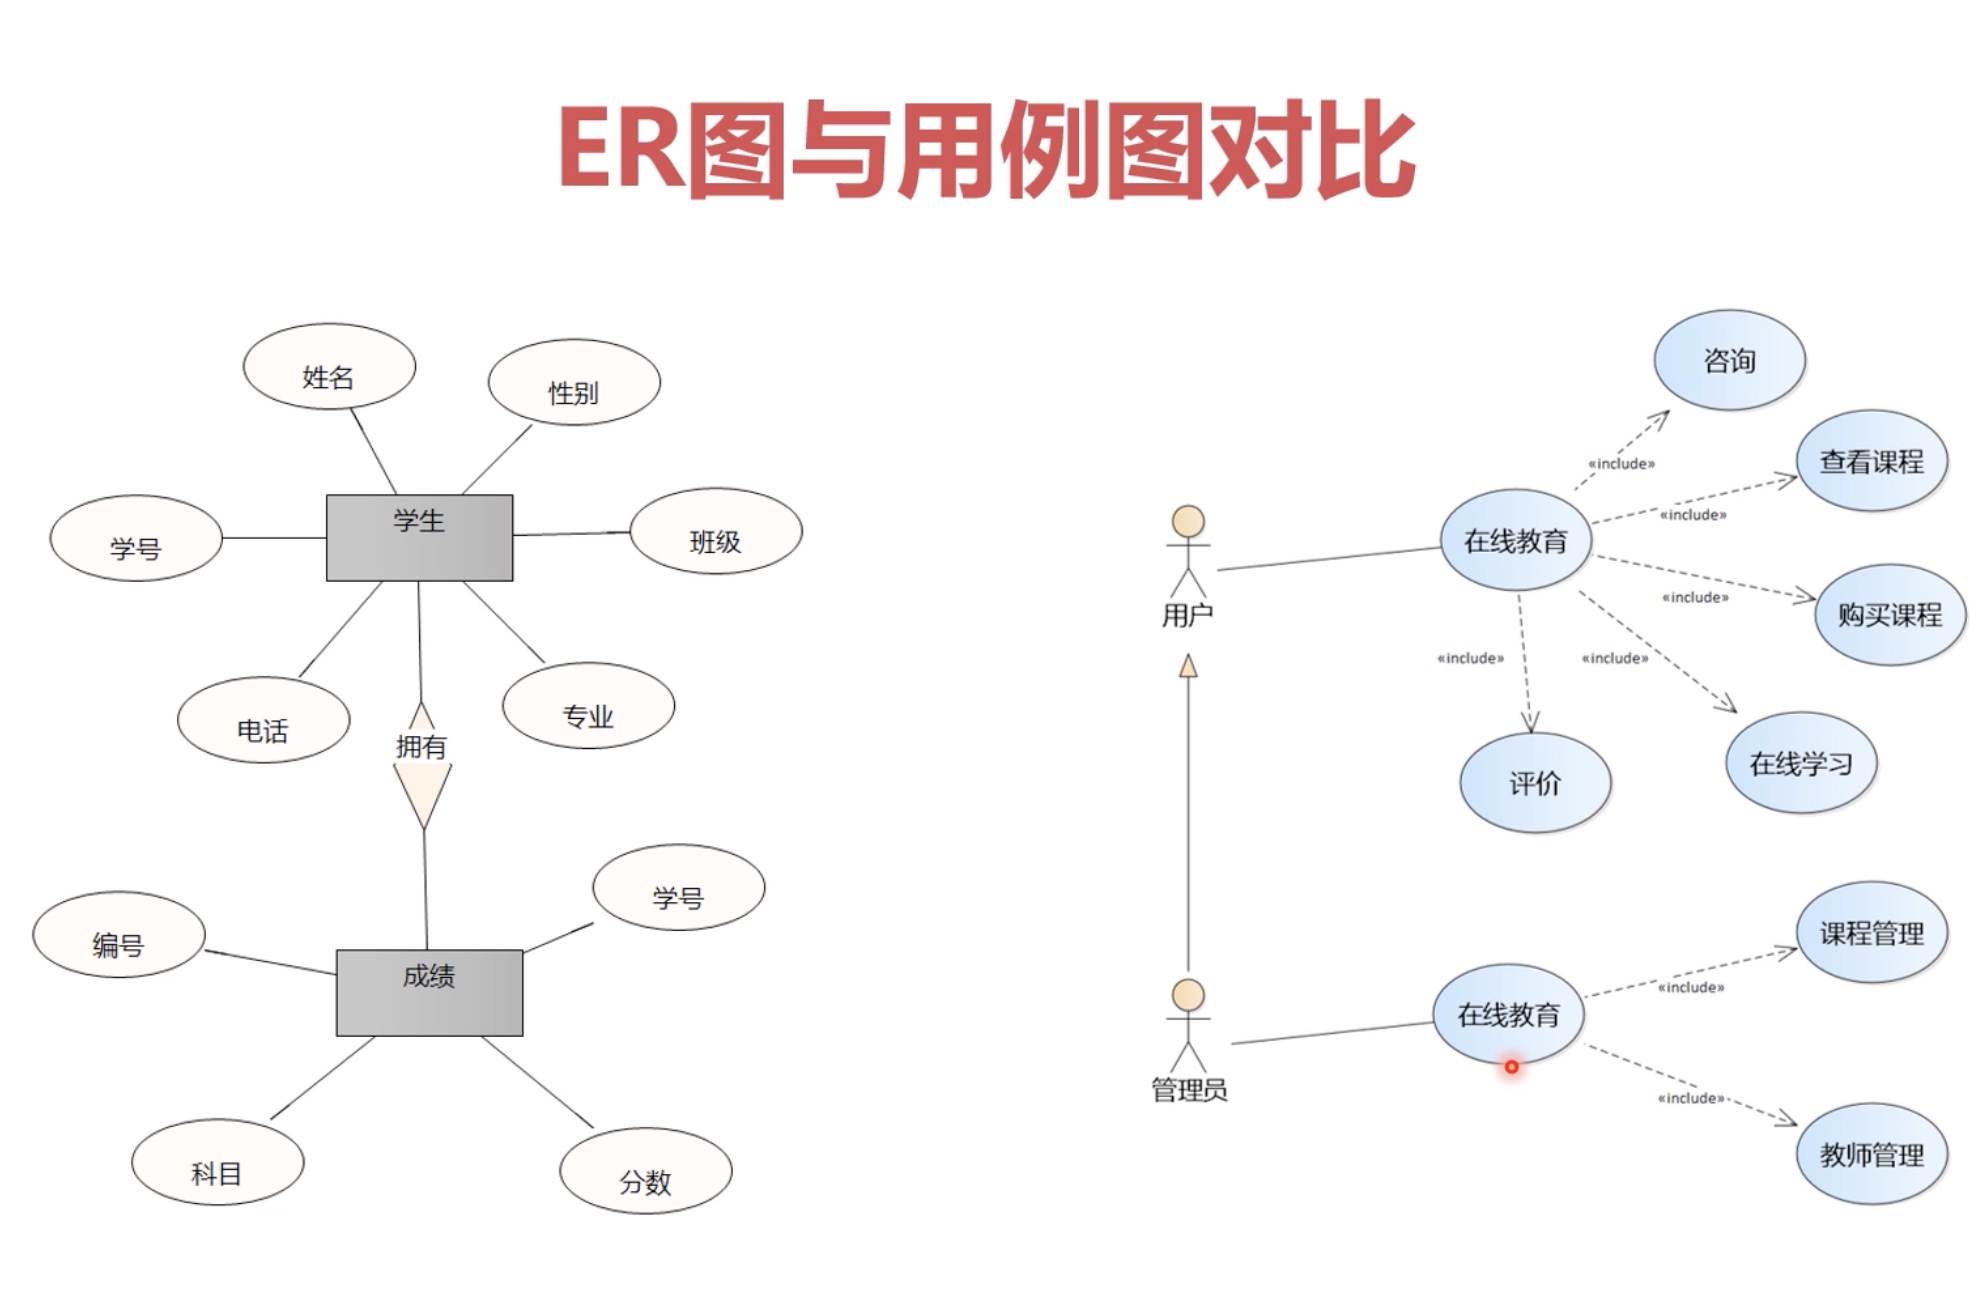 ER图与用例图对比
姓名
性别
学号
学生
班级
电话
拥有
专业
编号
学号
成绩
科目
分数
咨询
«include»
查看课程
«include»
在线教育
用户
«include»
购买课程
«include»
«include»
评价
在线学习
课程管理
«include»
在线教育
管理员
«include»
教师管理